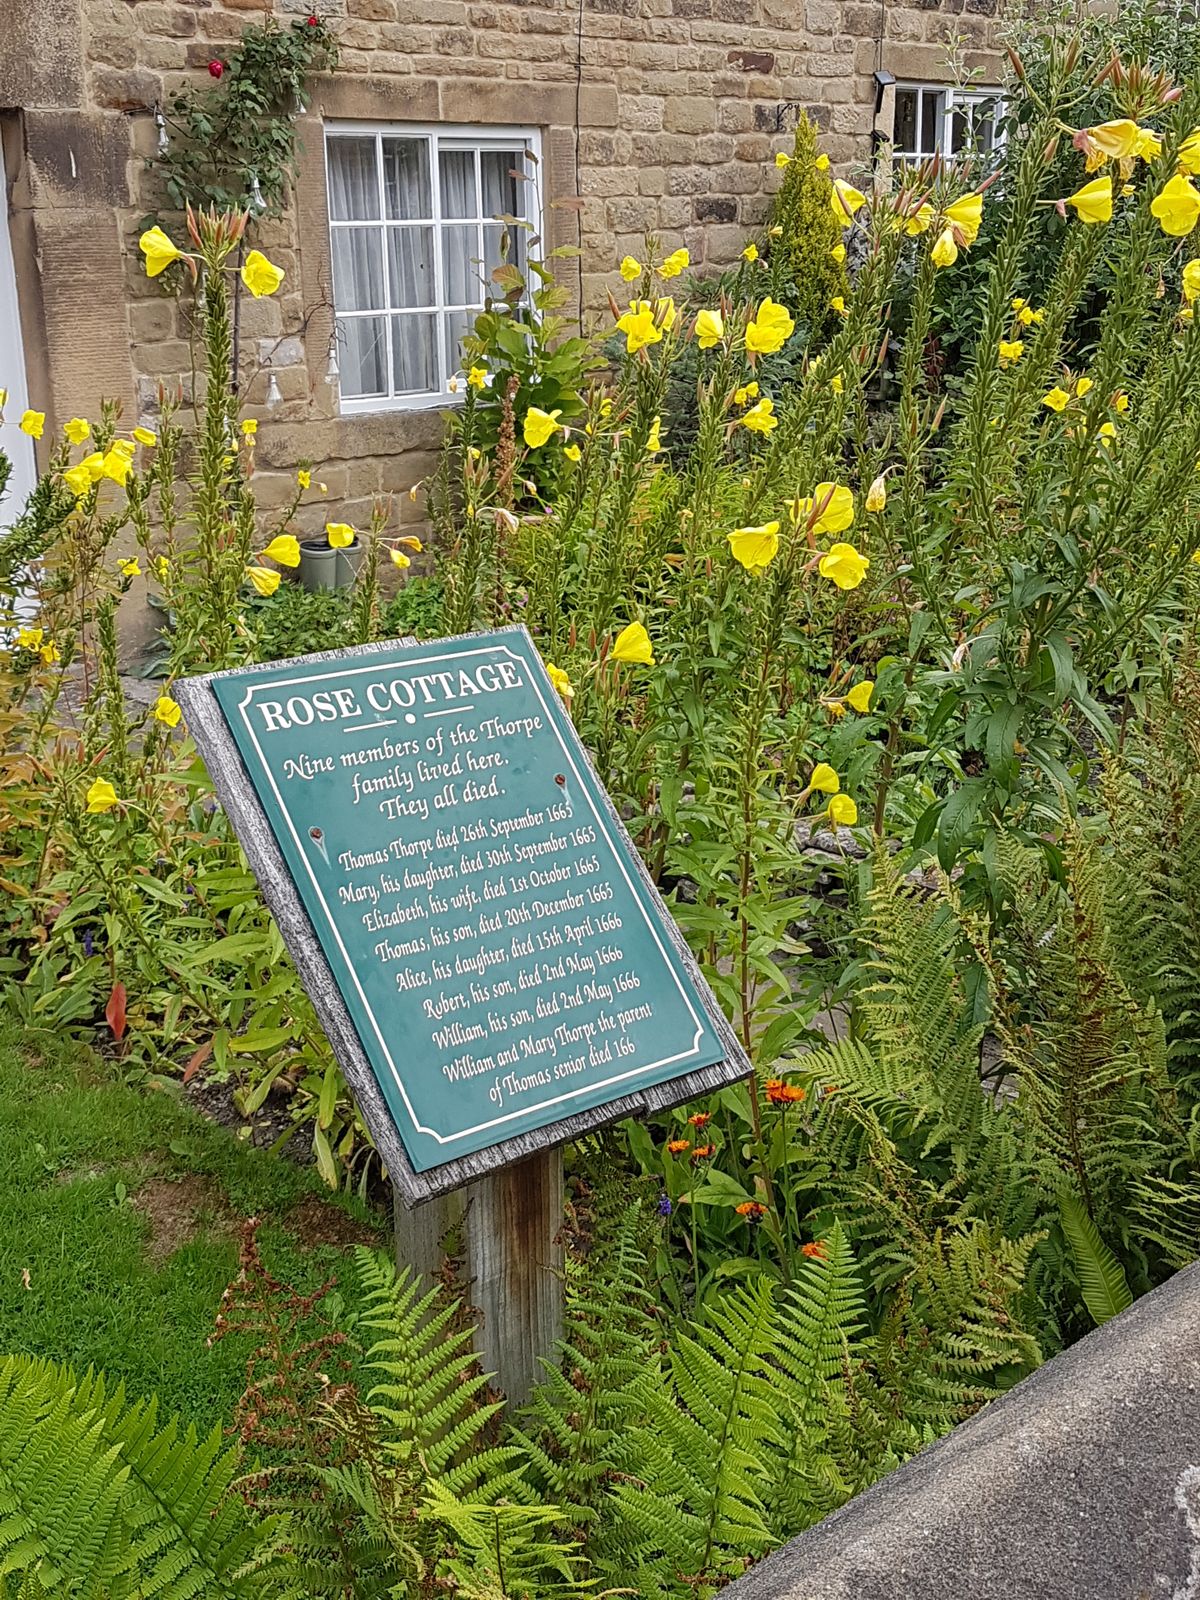 ROSE COTTAGE
Nine members of the Thorpe
family lived here.
They all died.
Thomas Thorpe died 26th September 1665
Mary, his daughter, died 30th September 1665
Elizabeth, his wife, died 1st October 1665
Thomas, his son, died 20th December 1665
Alice, his daughter, died 15th April 1666
Robert, his son, died 2nd May 1666
William, his son, died 2nd May 1666
William and Mary Thorpe the parent
of Thomas senior died 166